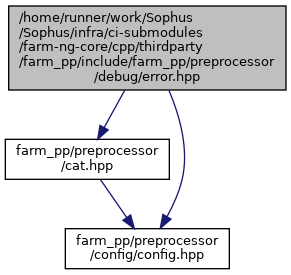 /home/runner/work/Sophus
/Sophus/infra/ci-submodules
/farm-ng-core/cpp/thirdparty
/farm_pp/include/farm_pp/preprocessor
/debug/error.hpp
farm_pp/preprocessor
/cat.hpp
farm_pp/preprocessor
/config/config.hpp